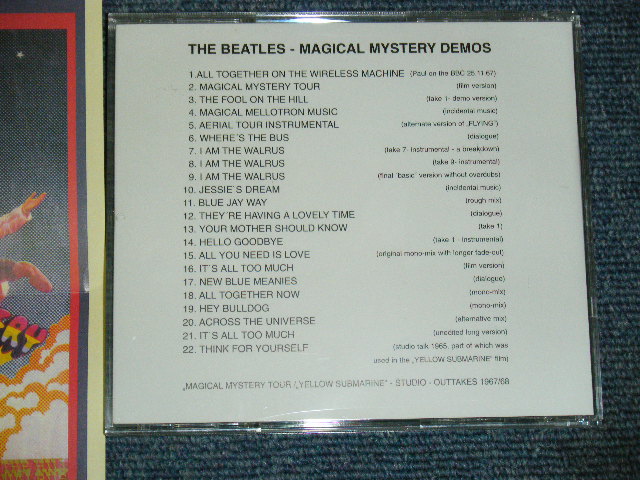 THE BEATLES - MAGICAL MYSTERY DEMOS
1.ALL TOGETHER ON THE WIRELESS MACHINE (Paul on the BBC 25.11.67)
2. MAGICAL MYSTERY TOUR (film version)
3. THE FOOL ON THE HILL (take 1- demo version)
4. MAGICAL MELLOTRON MUSIC (incidental music)
5. AERIAL TOUR INSTRUMENTAL (alternate version of „FLYING")
6. WHERE´S THE BUS (dialogue)
7. I AM THE WALRUS (take 7- instrumental - a breakdown)
8. I AM THE WALRUS (take 9- instrumental)
9. I AM THE WALRUS (final ´basic´ version without overdubs)
10. JESSIE´S DREAM (incidental music)
11. BLUE JAY WAY (rough mix)
12. THEY´RE HAVING A LOVELY TIME (dialogue)
13. YOUR MOTHER SHOULD KNOW (take 1)
14. HELLO GOODBYE (take 1 - instrumental)
15. ALL YOU NEED IS LOVE (original mono-mix with longer fade-out)
16. IT´S ALL TOO MUCH (film version)
17. NEW BLUE MEANIES (dialogue)
18. ALL TOGETHER NOW (mono-mix)
19. HEY BULLDOG (mono-mix)
20. ACROSS THE UNIVERSE (alternative mix)
21. IT´S ALL TOO MUCH (unedited long version)
22. THINK FOR YOURSELF (studio talk 1965, part of which was
used in the „YELLOW SUBMARINE" film)
„MAGICAL MYSTERY TOUR /„YELLOW SUBMARINE" - STUDIO - OUTTAKES 1967/68